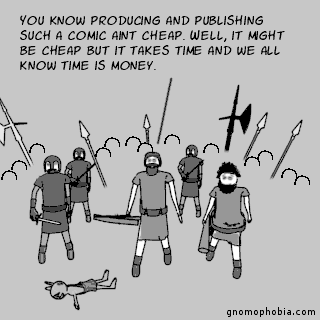 YOU KNOW PRODUCING AND PUBLISHING
SUCH A COMIC AINT CHEAP. WELL, IT MIGHT
BE CHEAP BUT IT TAKES TIME AND WE ALL
KNOW TIME IS MONEY.
gnomophobia.com